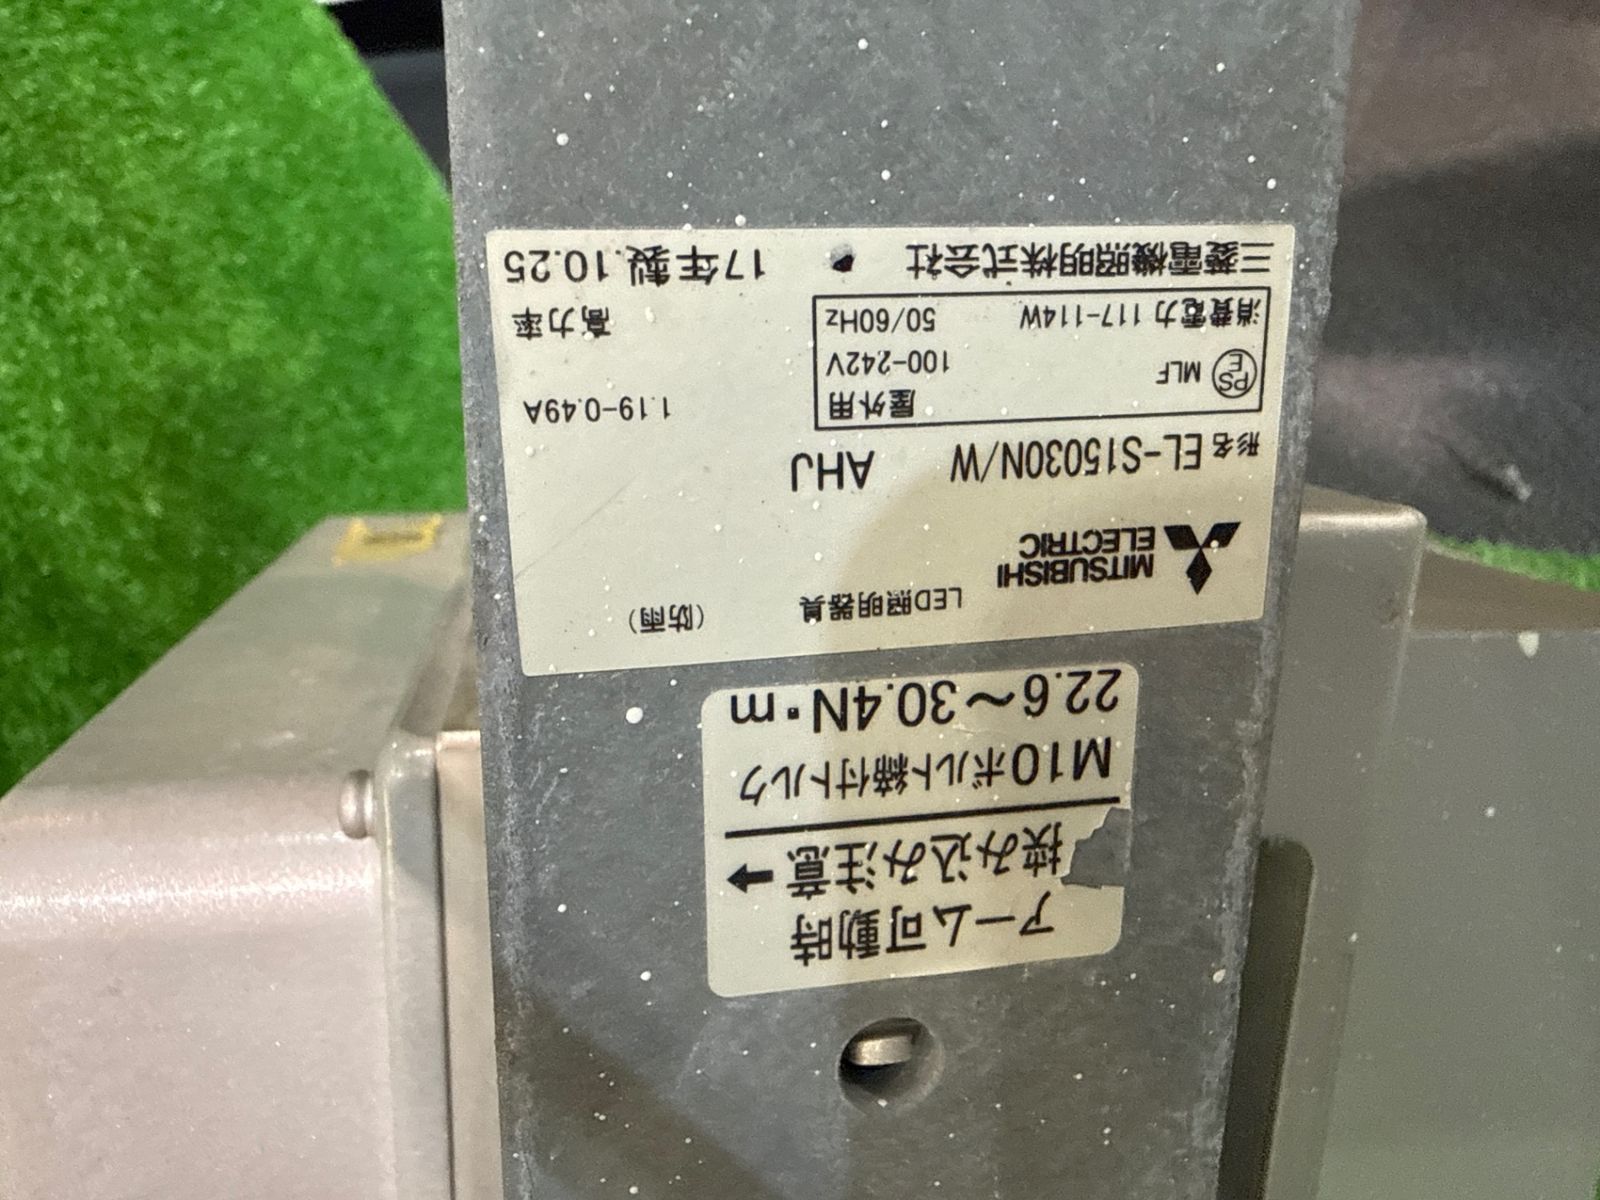 アーム可動時
挟み込み注意 →
M10ボルト締付トルク
22.6～30.4N・m
LED照明器具 （防雨）
MITSUBISHI
ELECTRIC
形名 EL-S15030N/W AHJ
屋外用
PS
E
MLF 100-242V 1.19-0.49A
消費電力 117-114W 50/60Hz 高力率
三菱電機照明株式会社 17年製.10.25